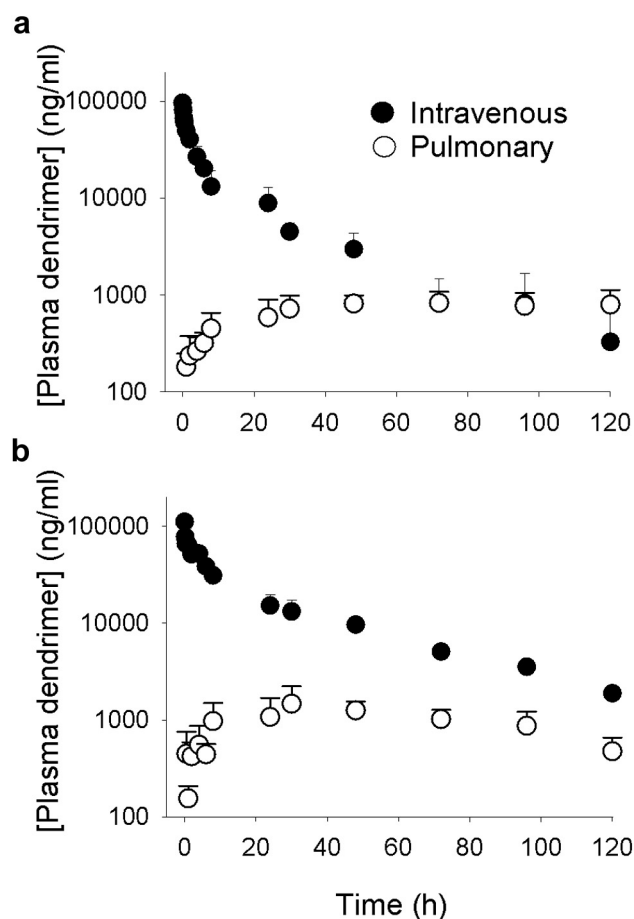 a
[Plasma dendrimer] (ng/ml)
100000
10000
1000
100
Intravenous
Pulmonary
0 20 40 60 80 100 120
b
[Plasma dendrimer] (ng/ml)
100000
10000
1000
100
0 20 40 60 80 100 120
Time (h)